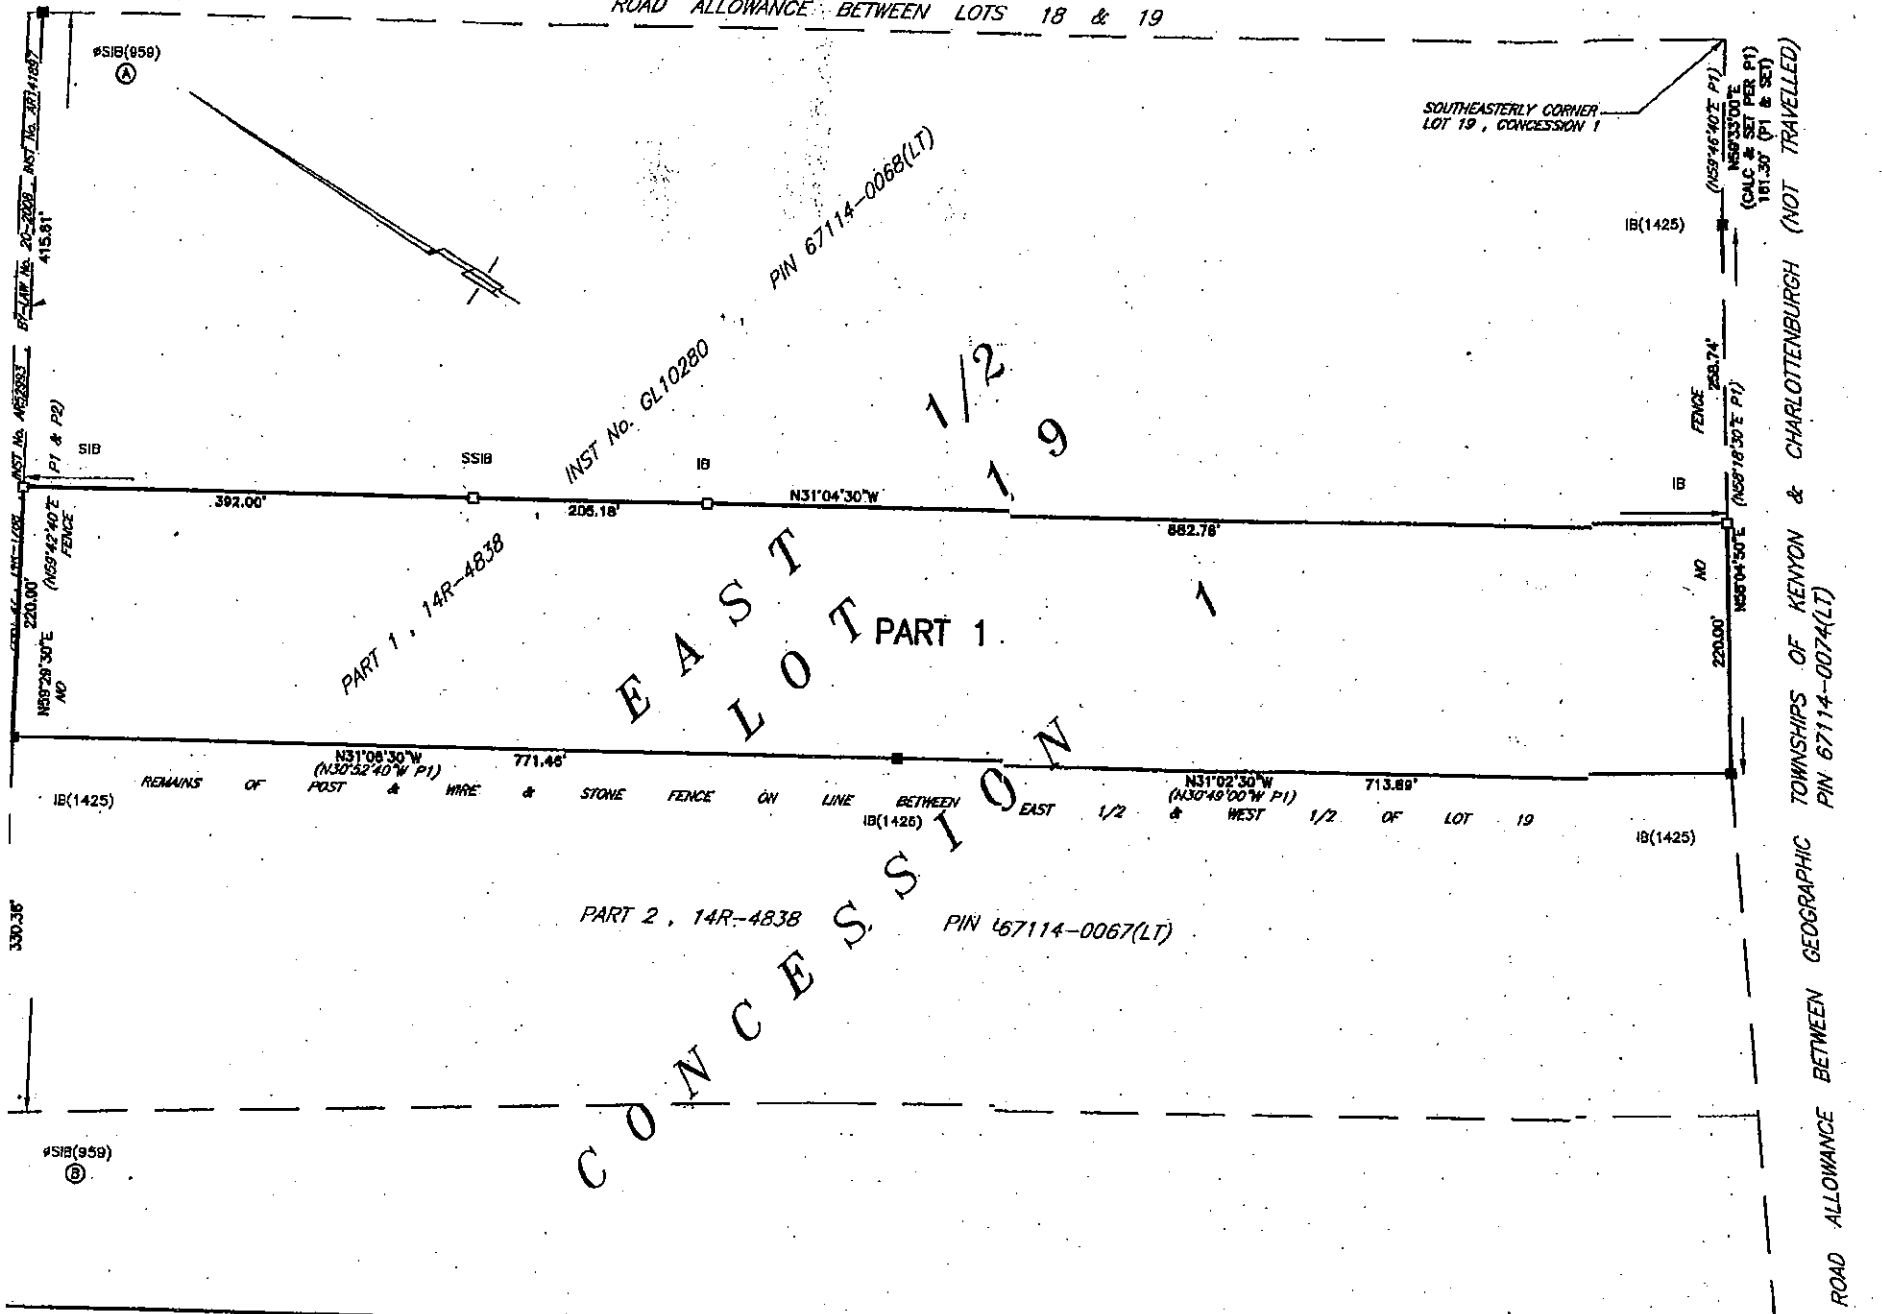 ROAD ALLOWANCE BETWEEN LOTS 18 & 19
øSIB(959)
A
BY-LAW No. 20-2008 INST No. AR141897
415.81'
SOUTHEASTERLY CORNER
LOT 19 , CONCESSION 1
(N59°46'40"E P1)
N59°33'00"E
(CALC & SET PER P1)
181.30' (P1 & SET)
IB(1425)
PIN 67114-0068(LT)
INST No. GL10280
INST No. AR52993
(N59°42'40"E P1 & P2)
FENCE
SIB
SSIB
IB
392.00'
205.18'
N31°04'30"W
882.76'
IB
FENCE
258.74'
(N58°18'30"E P1)
220.00'
N59°29'30"E
NO
PART 1 , 14R-4838
EAST 1/2
LOT 19
PART 1
CONCESSION 1
NO
N58°04'50"E
220.00'
N31°08'30"W
(N30°52'40"W P1)
771.46'
N31°02'30"W
(N30°49'00"W P1)
713.89'
REMAINS OF POST & WIRE & STONE FENCE ON LINE BETWEEN EAST 1/2 & WEST 1/2 OF LOT 19
IB(1425)
IB(1425)
IB(1425)
330.36'
PART 2 , 14R-4838
PIN 67114-0067(LT)
øSIB(959)
B
ROAD ALLOWANCE BETWEEN GEOGRAPHIC TOWNSHIPS OF KENYON & CHARLOTTENBURGH (NOT TRAVELLED)
PIN 67114-0074(LT)